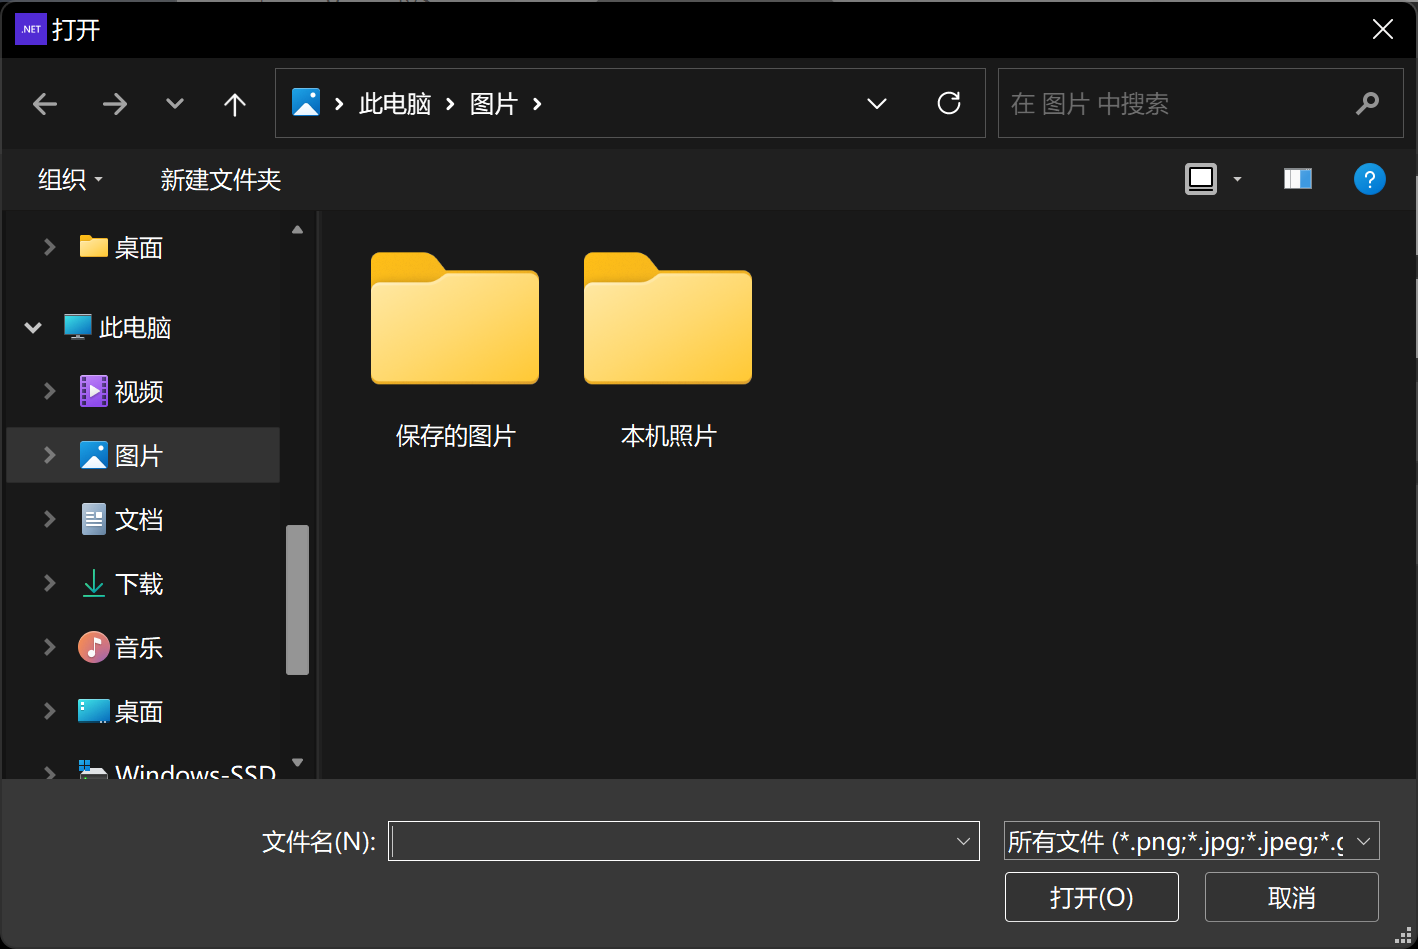 .NET 打开
此电脑 图片
在 图片 中搜索
组织
新建文件夹
?
桌面
此电脑
视频
图片
文档
下载
音乐
桌面
Windows-SSD
保存的图片
本机照片
文件名(N):
所有文件 (*.png;*.jpg;*.jpeg;*.g
打开(O)
取消